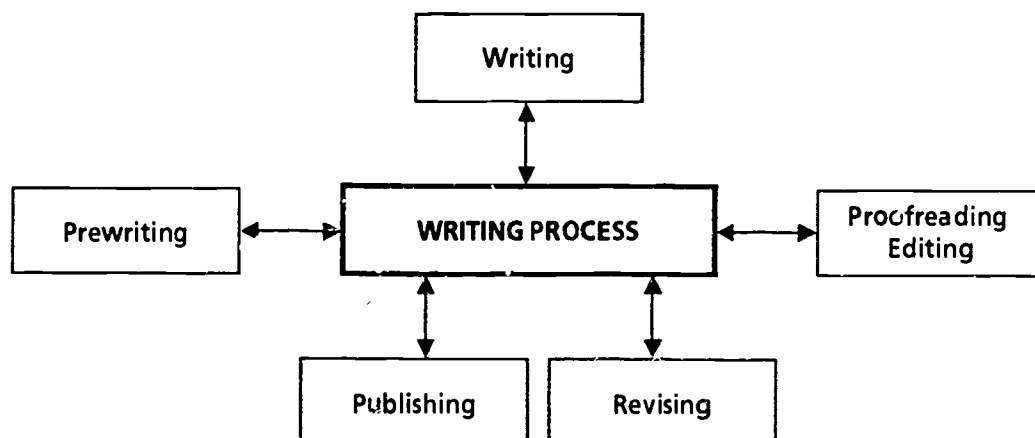 Writing
Prewriting
WRITING PROCESS
Proofreading
Editing
Publishing
Revising